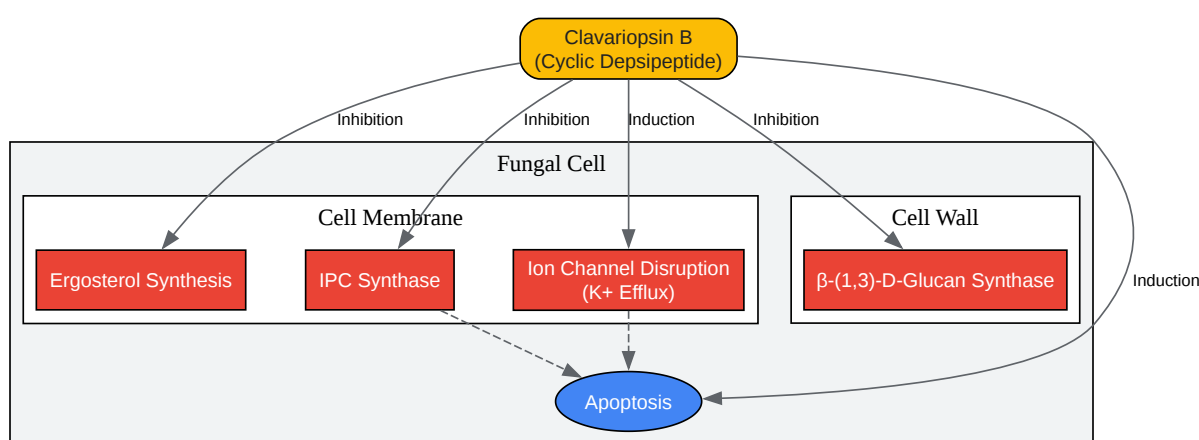 Clavariopsin B
(Cyclic Depsipeptide)
Inhibition
Inhibition
Induction
Inhibition
Fungal Cell
Cell Membrane
Cell Wall
Ergosterol Synthesis
IPC Synthase
Ion Channel Disruption
(K+ Efflux)
β-(1,3)-D-Glucan Synthase
Induction
Apoptosis